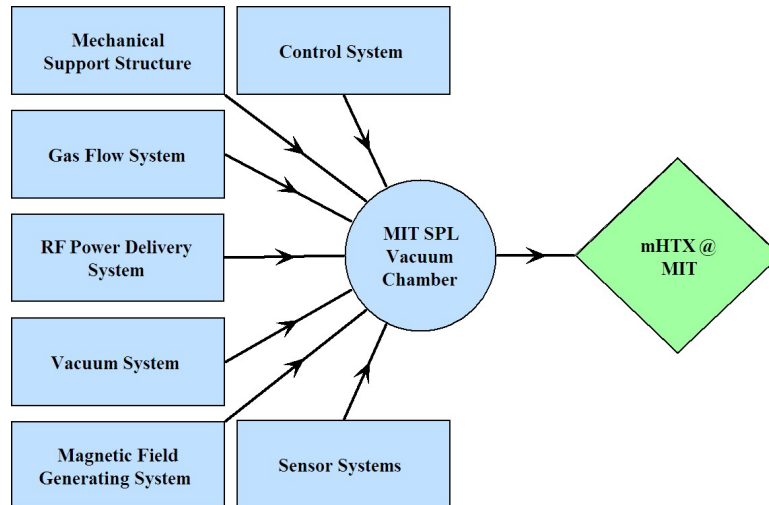 Mechanical
Support Structure
Control System
Gas Flow System
RF Power Delivery
System
MIT SPL
Vacuum
Chamber
mHTX @
MIT
Vacuum System
Magnetic Field
Generating System
Sensor Systems